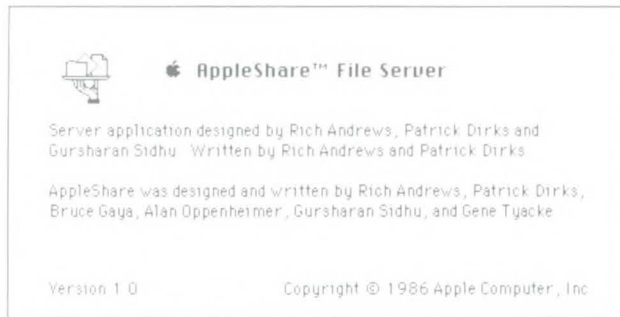 AppleShare™ File Server
Server application designed by Rich Andrews, Patrick Dirks and
Gursharan Sidhu. Written by Rich Andrews and Patrick Dirks
AppleShare was designed and written by Rich Andrews, Patrick Dirks,
Bruce Gaya, Alan Oppenheimer, Gursharan Sidhu, and Gene Tyacke
Version 1.0
Copyright © 1986 Apple Computer, Inc